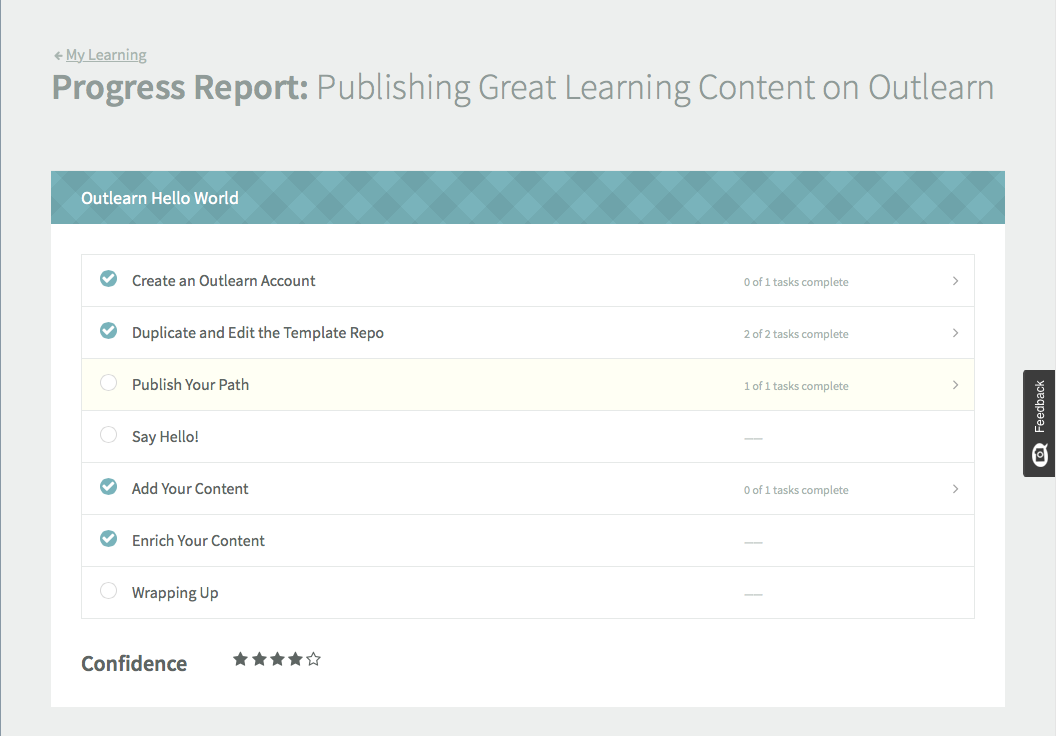 My Learning
Progress Report: Publishing Great Learning Content on Outlearn
Outlearn Hello World
Create an Outlearn Account 0 of 1 tasks complete
Duplicate and Edit the Template Repo 2 of 2 tasks complete
Publish Your Path 1 of 1 tasks complete
Say Hello! —
Add Your Content 0 of 1 tasks complete
Enrich Your Content —
Wrapping Up —
Confidence
Feedback